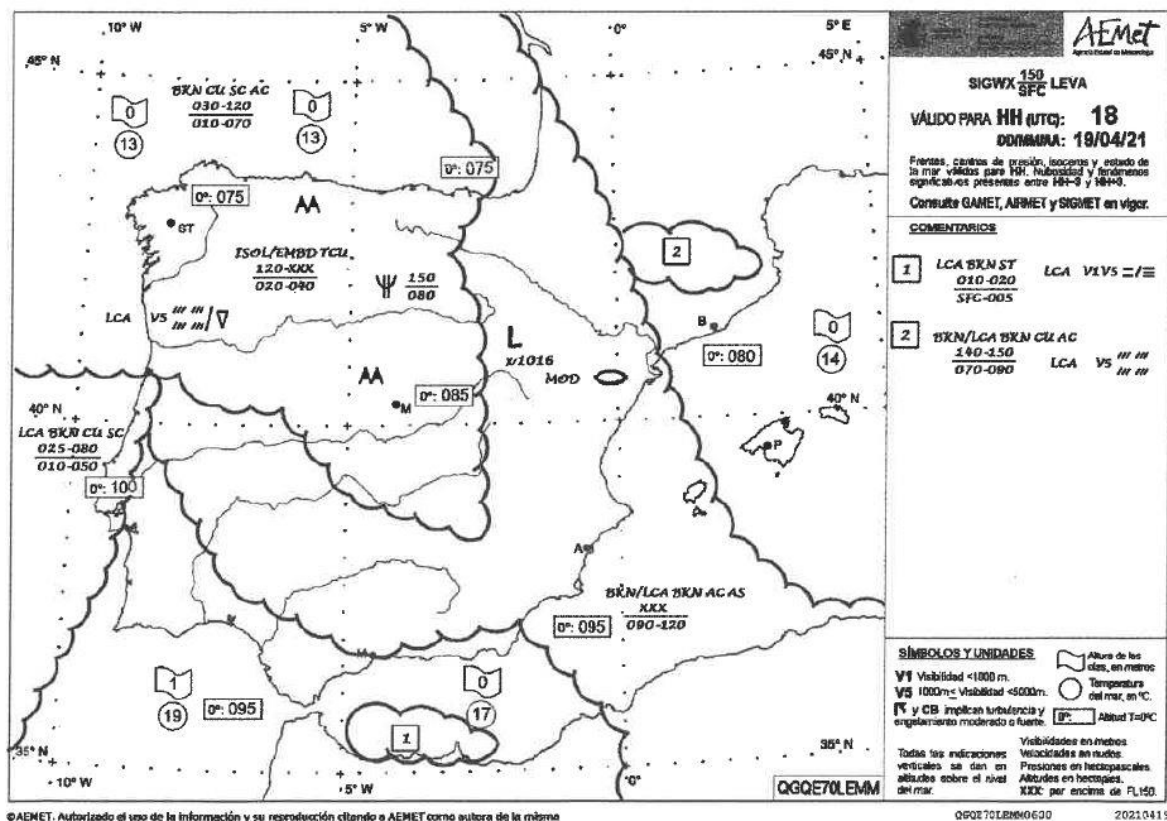 10° W
5° W
0°
5° E
45° N
45° N
BKN CU SC AC
030-120
010-070
0
13
0
13
0°: 075
0°: 075
ST
AA
ISOL/EMBD TCU
120-XXX
020-040
150
080
2
LCA V5
L
x1016
B
0
14
0°: 080
MOD
AA
0°: 085
M
40° N
40° N
LCA BKN CU SC
025-080
010-050
P
0°: 100
A
BKN/LCA BKN AC AS
XXX
090-120
0°: 095
1
19
0°: 095
0
17
1
35° N
35° N
10° W
5° W
0°
QGQE70LEMM
AEMet
Agencia Estatal de Meteorología
SIGWX 150/SFC LEVA
VÁLIDO PARA HH (UTC): 18
DD/MM/AA: 19/04/21
Frentes, centros de presión, isoceros y estado de
la mar válidos para HH. Nubosidad y fenómenos
significativos presentes entre HH-3 y HH+3.
Consulte GAMET, AIRMET y SIGMET en vigor.
COMENTARIOS
1 LCA BKN ST LCA V1V5
010-020
SFC-005
2 BKN/LCA BKN CU AC
140-150 LCA V5
070-090
SÍMBOLOS Y UNIDADES
V1 Visibilidad <1000 m.
V5 1000m≤ Visibilidad <5000m.
y CB implican turbulencia y
engelamiento moderado o fuerte.
Altura de las
olas, en metros
Temperatura
del mar, en °C.
0°: Altitud T=0°C
Todas las indicaciones
verticales se dan en
altitudes sobre el nivel
del mar.
Visibilidades en metros.
Velocidades en nudos.
Presiones en hectopascales.
Altitudes en hectopies.
XXX: por encima de FL150.
©AEMET. Autorizado el uso de la información y su reproducción citando a AEMET como autora de la misma
QGQE70LEMM0600
20210419